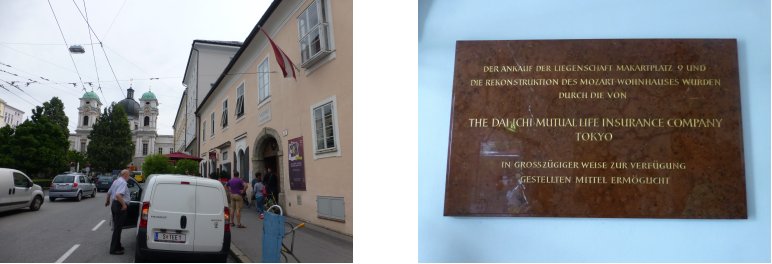 DER ANKAUF DER LIEGENSCHAFT MAKARTPLATZ 9 UND
DIE REKONSTRUKTION DES MOZART-WOHNHAUSES WURDEN
DURCH DIE VON
THE DAI-ICHI MUTUAL LIFE INSURANCE COMPANY
TOKYO
IN GROSSZÜGIGER WEISE ZUR VERFÜGUNG
GESTELLTEN MITTEL ERMÖGLICHT